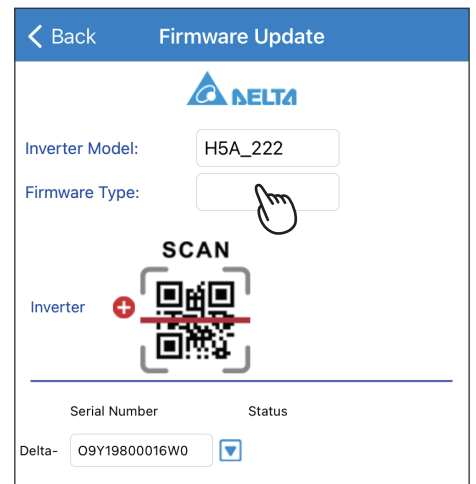 Back Firmware Update
DELTA
Inverter Model: H5A_222
Firmware Type:
SCAN
Inverter
Serial Number Status
Delta- O9Y19800016W0